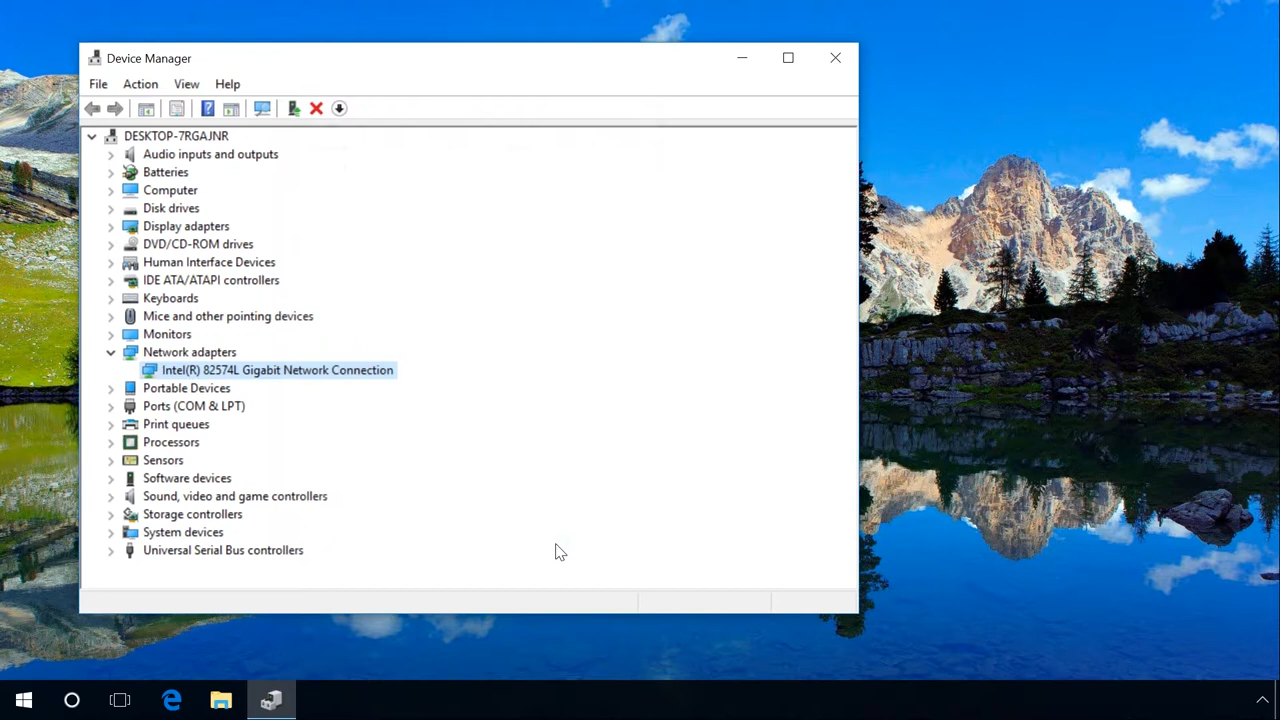 Device Manager
File Action View Help
DESKTOP-7RGAJNR
Audio inputs and outputs
Batteries
Computer
Disk drives
Display adapters
DVD/CD-ROM drives
Human Interface Devices
IDE ATA/ATAPI controllers
Keyboards
Mice and other pointing devices
Monitors
Network adapters
Intel(R) 82574L Gigabit Network Connection
Portable Devices
Ports (COM & LPT)
Print queues
Processors
Sensors
Software devices
Sound, video and game controllers
Storage controllers
System devices
Universal Serial Bus controllers